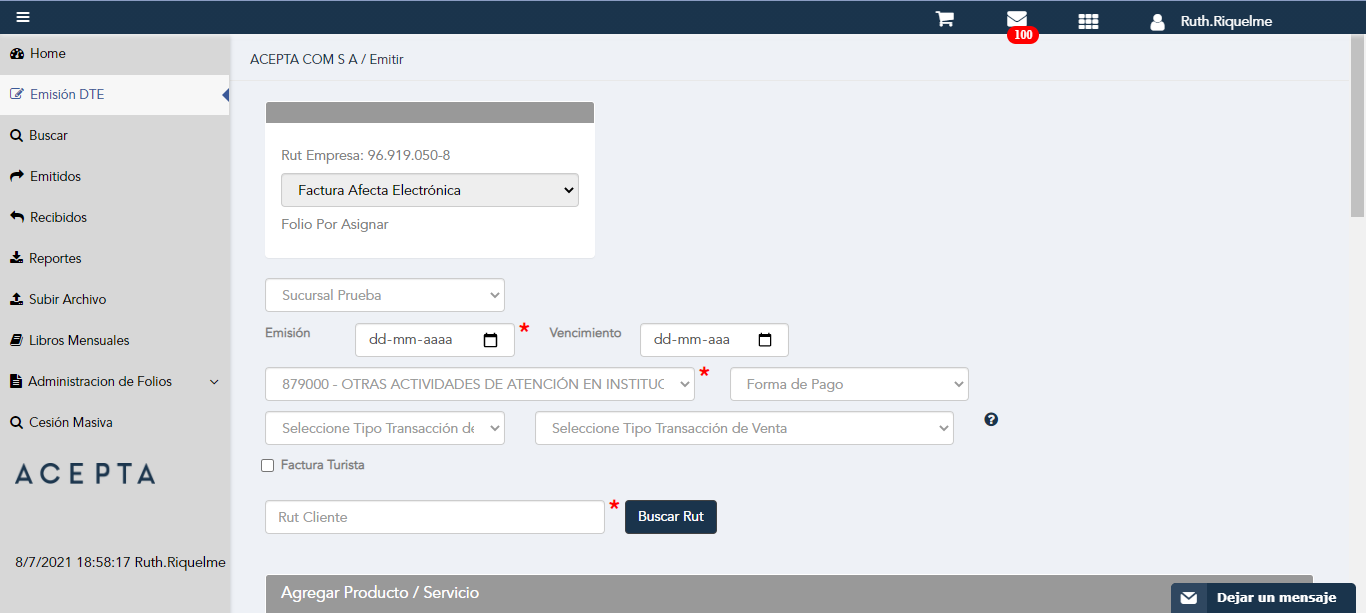 Ruth.Riquelme
100
Home
Emisión DTE
Buscar
Emitidos
Recibidos
Reportes
Subir Archivo
Libros Mensuales
Administracion de Folios
Cesión Masiva
ACEPTA
8/7/2021 18:58:17 Ruth.Riquelme
ACEPTA COM S A / Emitir
Rut Empresa: 96.919.050-8
Factura Afecta Electrónica
Folio Por Asignar
Sucursal Prueba
Emisión dd-mm-aaaa * Vencimiento dd-mm-aaa
879000 - OTRAS ACTIVIDADES DE ATENCIÓN EN INSTITUC * Forma de Pago
Seleccione Tipo Transacción de Seleccione Tipo Transacción de Venta ?
Factura Turista
Rut Cliente * Buscar Rut
Agregar Producto / Servicio
Dejar un mensaje